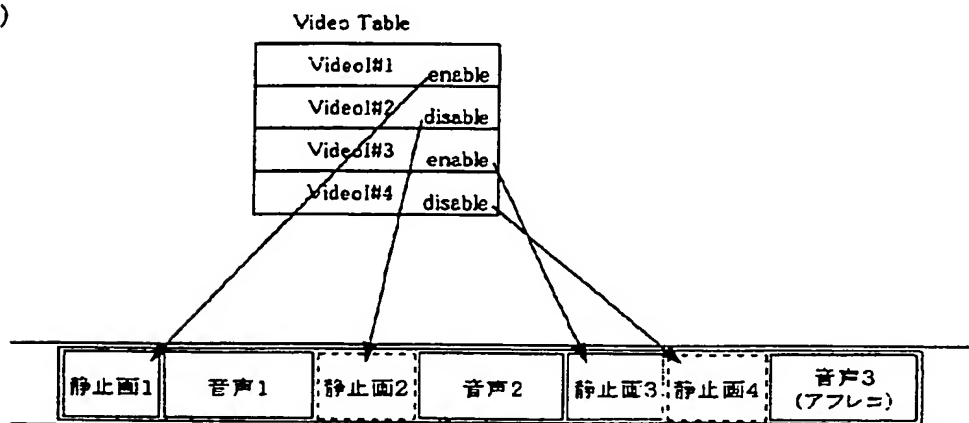 )
Video Table
VideoI#1 enable
VideoI#2 disable
VideoI#3 enable
VideoI#4 disable
静止画1 音声1 静止画2 音声2 静止画3 静止画4 音声3
(アフレコ)